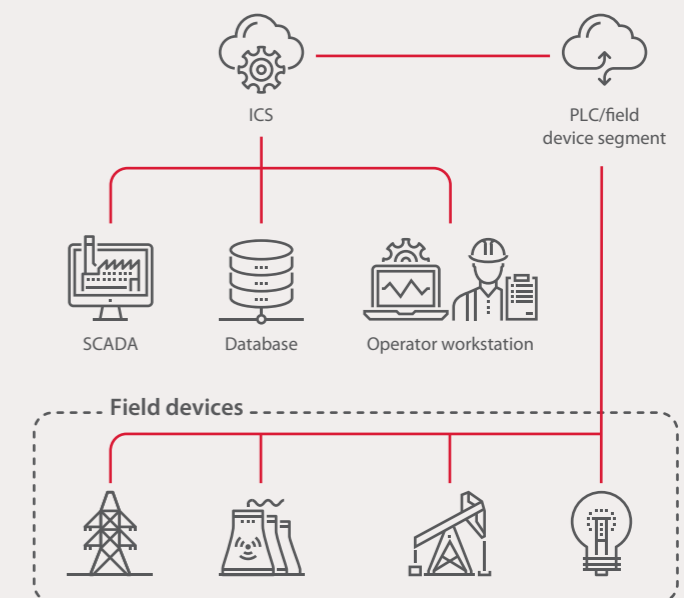 ICS
PLC/field
device segment
SCADA
Database
Operator workstation
Field devices